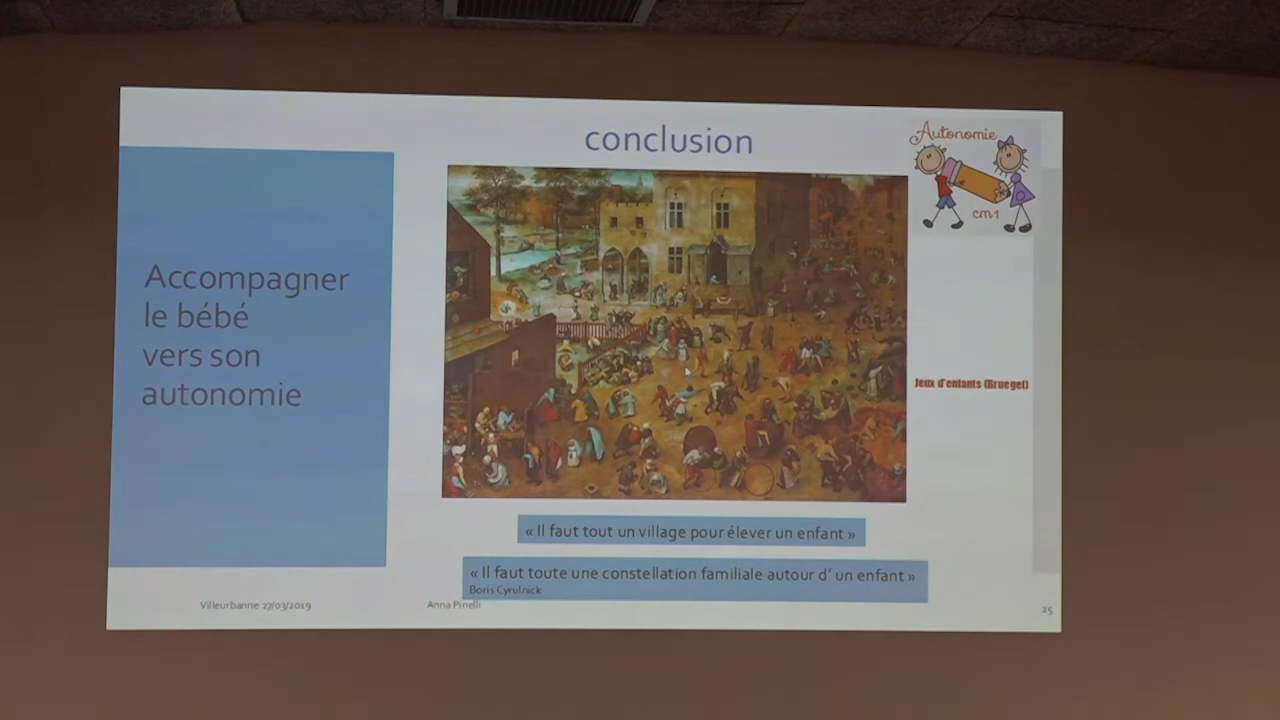 conclusion
Autonomie
cm1
Accompagner
le bébé
vers son
autonomie
Jeux d'enfants (Bruegel)
« Il faut tout un village pour élever un enfant »
« Il faut toute une constellation familiale autour d' un enfant »
Boris Cyrulnick
Villeurbanne 27/03/2019
Anna Pinelli
25